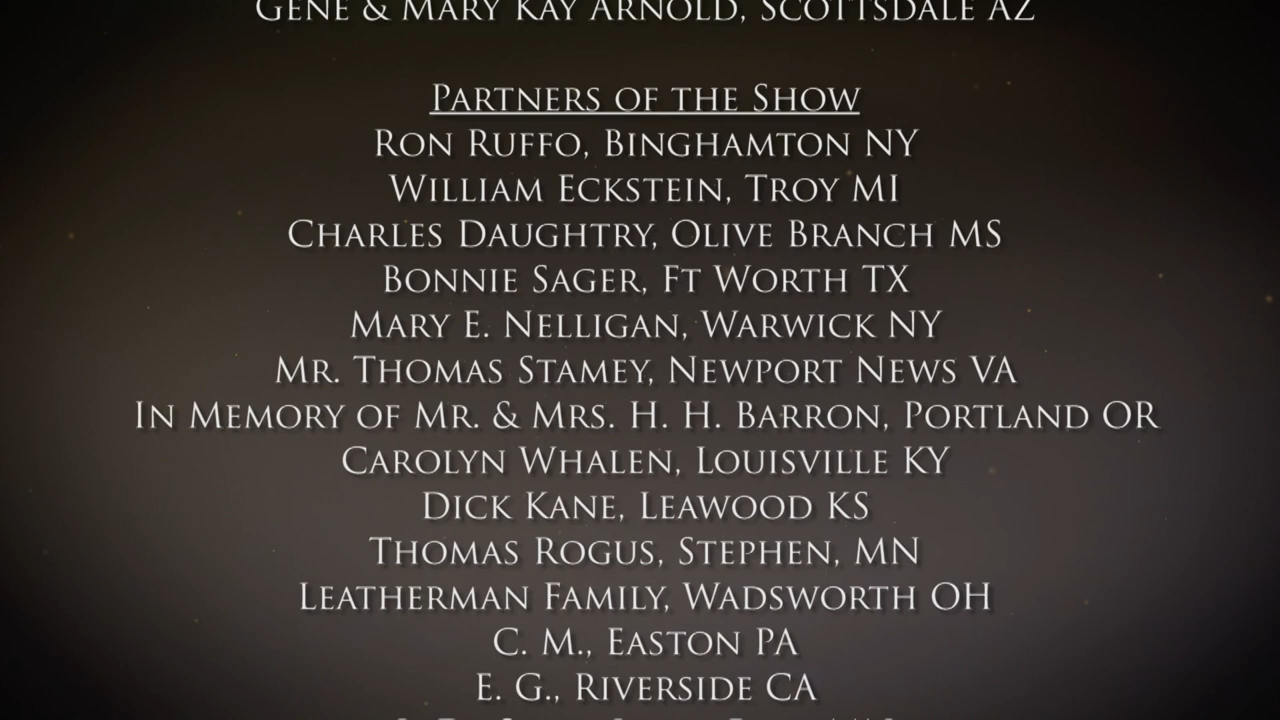 Gene & Mary Kay Arnold, Scottsdale AZ
Partners of the Show
Ron Ruffo, Binghamton NY
William Eckstein, Troy MI
Charles Daughtry, Olive Branch MS
Bonnie Sager, Ft Worth TX
Mary E. Nelligan, Warwick NY
Mr. Thomas Stamey, Newport News VA
In Memory of Mr. & Mrs. H. H. Barron, Portland OR
Carolyn Whalen, Louisville KY
Dick Kane, Leawood KS
Thomas Rogus, Stephen, MN
Leatherman Family, Wadsworth OH
C. M., Easton PA
E. G., Riverside CA